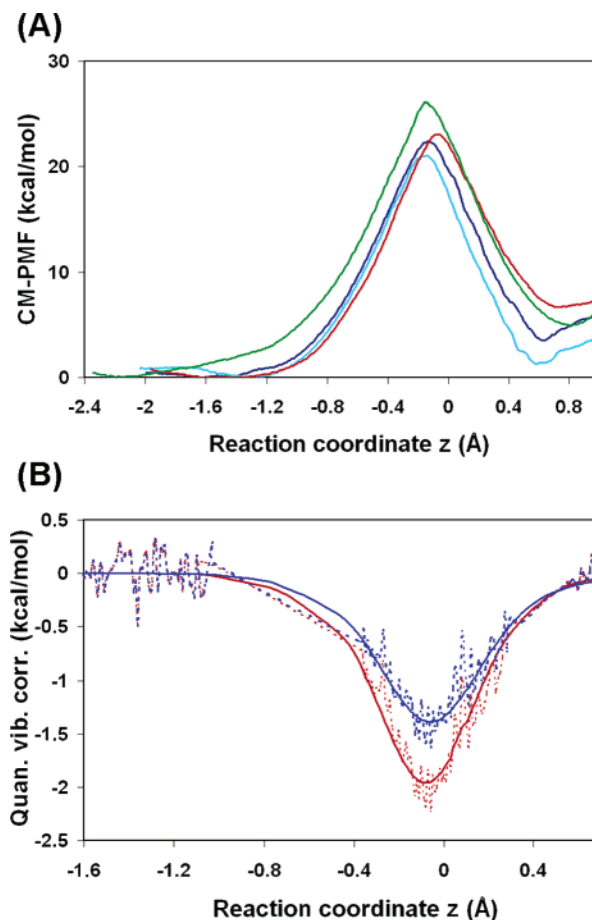 (A)
CM-PMF (kcal/mol)
30
20
10
0
-2.4 -2 -1.6 -1.2 -0.8 -0.4 0 0.4 0.8
Reaction coordinate z (Å)
(B)
Quan. vib. corr. (kcal/mol)
0.5
0
-0.5
-1
-1.5
-2
-2.5
-1.6 -1.2 -0.8 -0.4 0 0.4
Reaction coordinate z (Å)